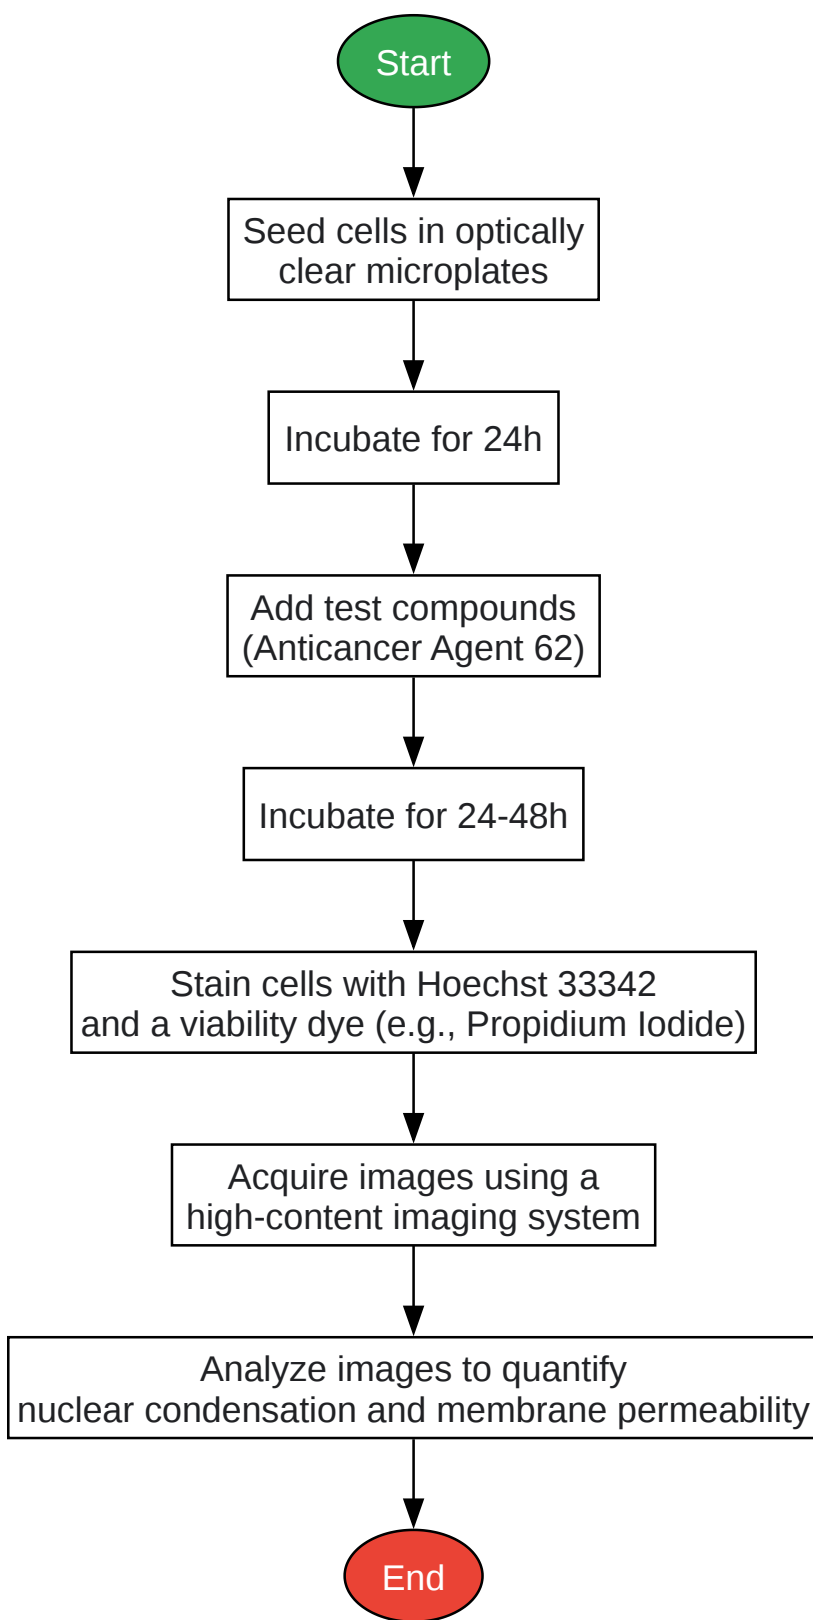 Start
Seed cells in optically
clear microplates
Incubate for 24h
Add test compounds
(Anticancer Agent 62)
Incubate for 24-48h
Stain cells with Hoechst 33342
and a viability dye (e.g., Propidium Iodide)
Acquire images using a
high-content imaging system
Analyze images to quantify
nuclear condensation and membrane permeability
End